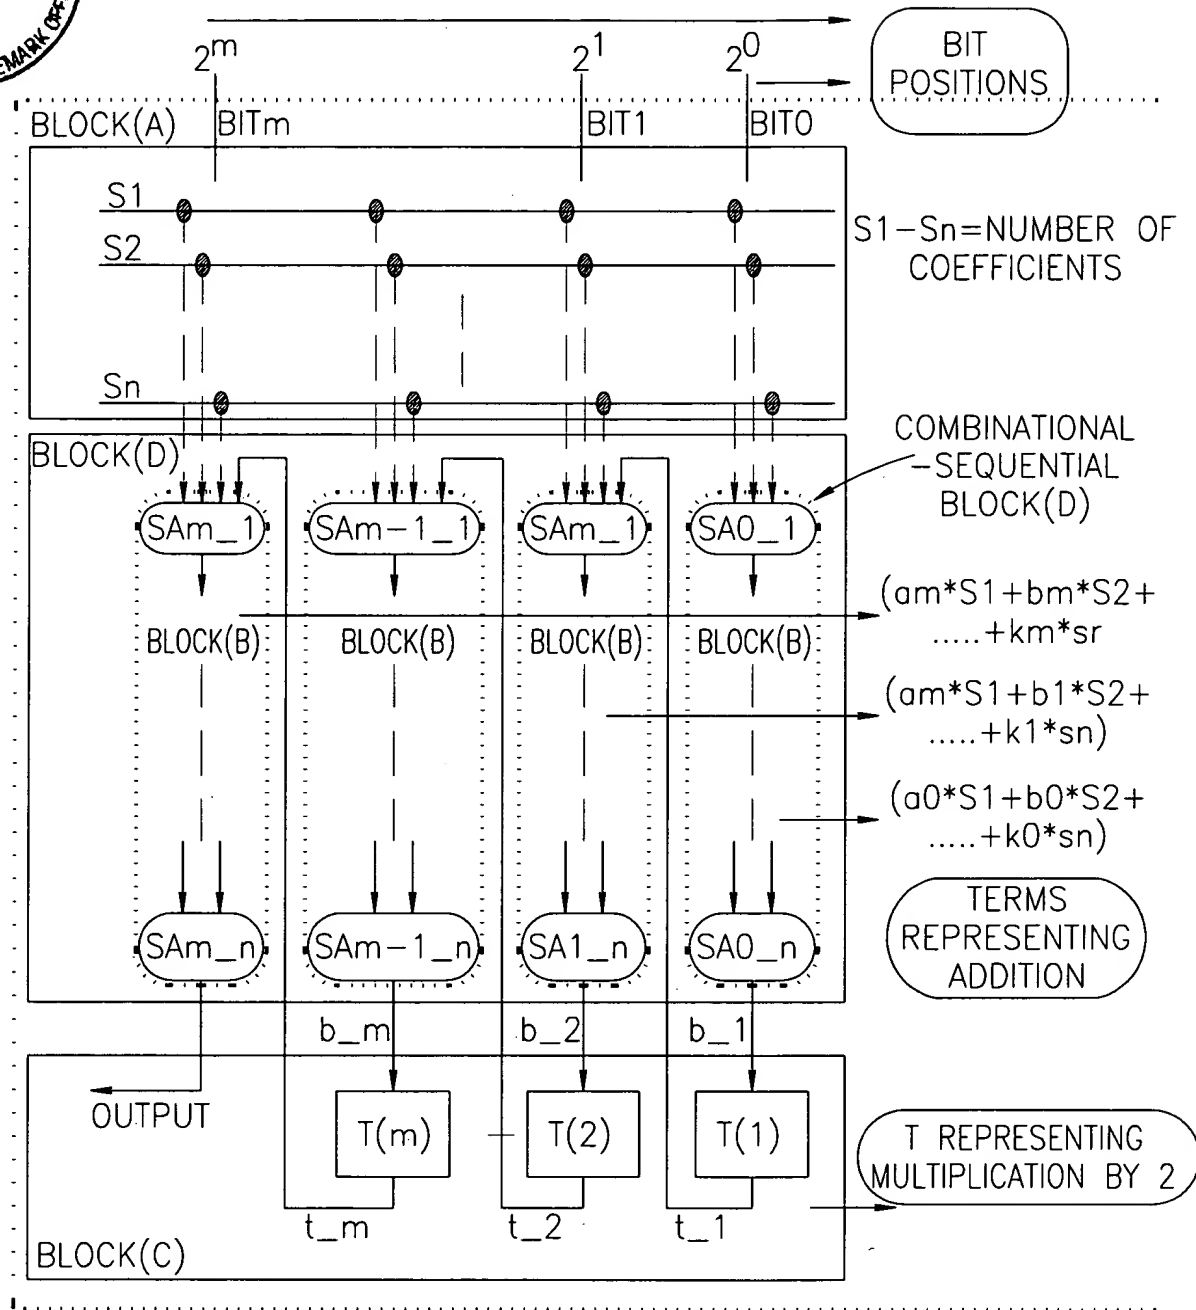 EMARK OFF
2^m 2^1 2^0
BIT
POSITIONS
BLOCK(A) BITm BIT1 BIT0
S1
S2
Sn
S1-Sn=NUMBER OF
COEFFICIENTS
BLOCK(D)
COMBINATIONAL
-SEQUENTIAL
BLOCK(D)
SAm_1 SAm-1_1 SAm_1 SA0_1
(am*S1+bm*S2+
.....+km*sr
BLOCK(B) BLOCK(B) BLOCK(B) BLOCK(B)
(am*S1+b1*S2+
.....+k1*sn)
(a0*S1+b0*S2+
.....+k0*sn)
TERMS
REPRESENTING
ADDITION
SAm_n SAm-1_n SA1_n SA0_n
b_m b_2 b_1
OUTPUT
T(m) T(2) T(1)
T REPRESENTING
MULTIPLICATION BY 2
t_m t_2 t_1
BLOCK(C)